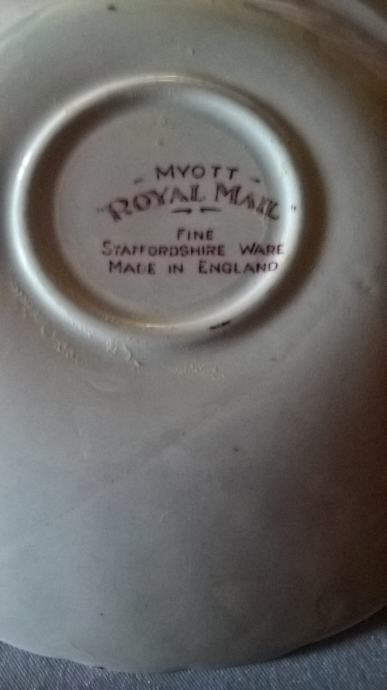 - MYOTT -
"ROYAL MAIL"
FINE
STAFFORDSHIRE WARE
MADE IN ENGLAND